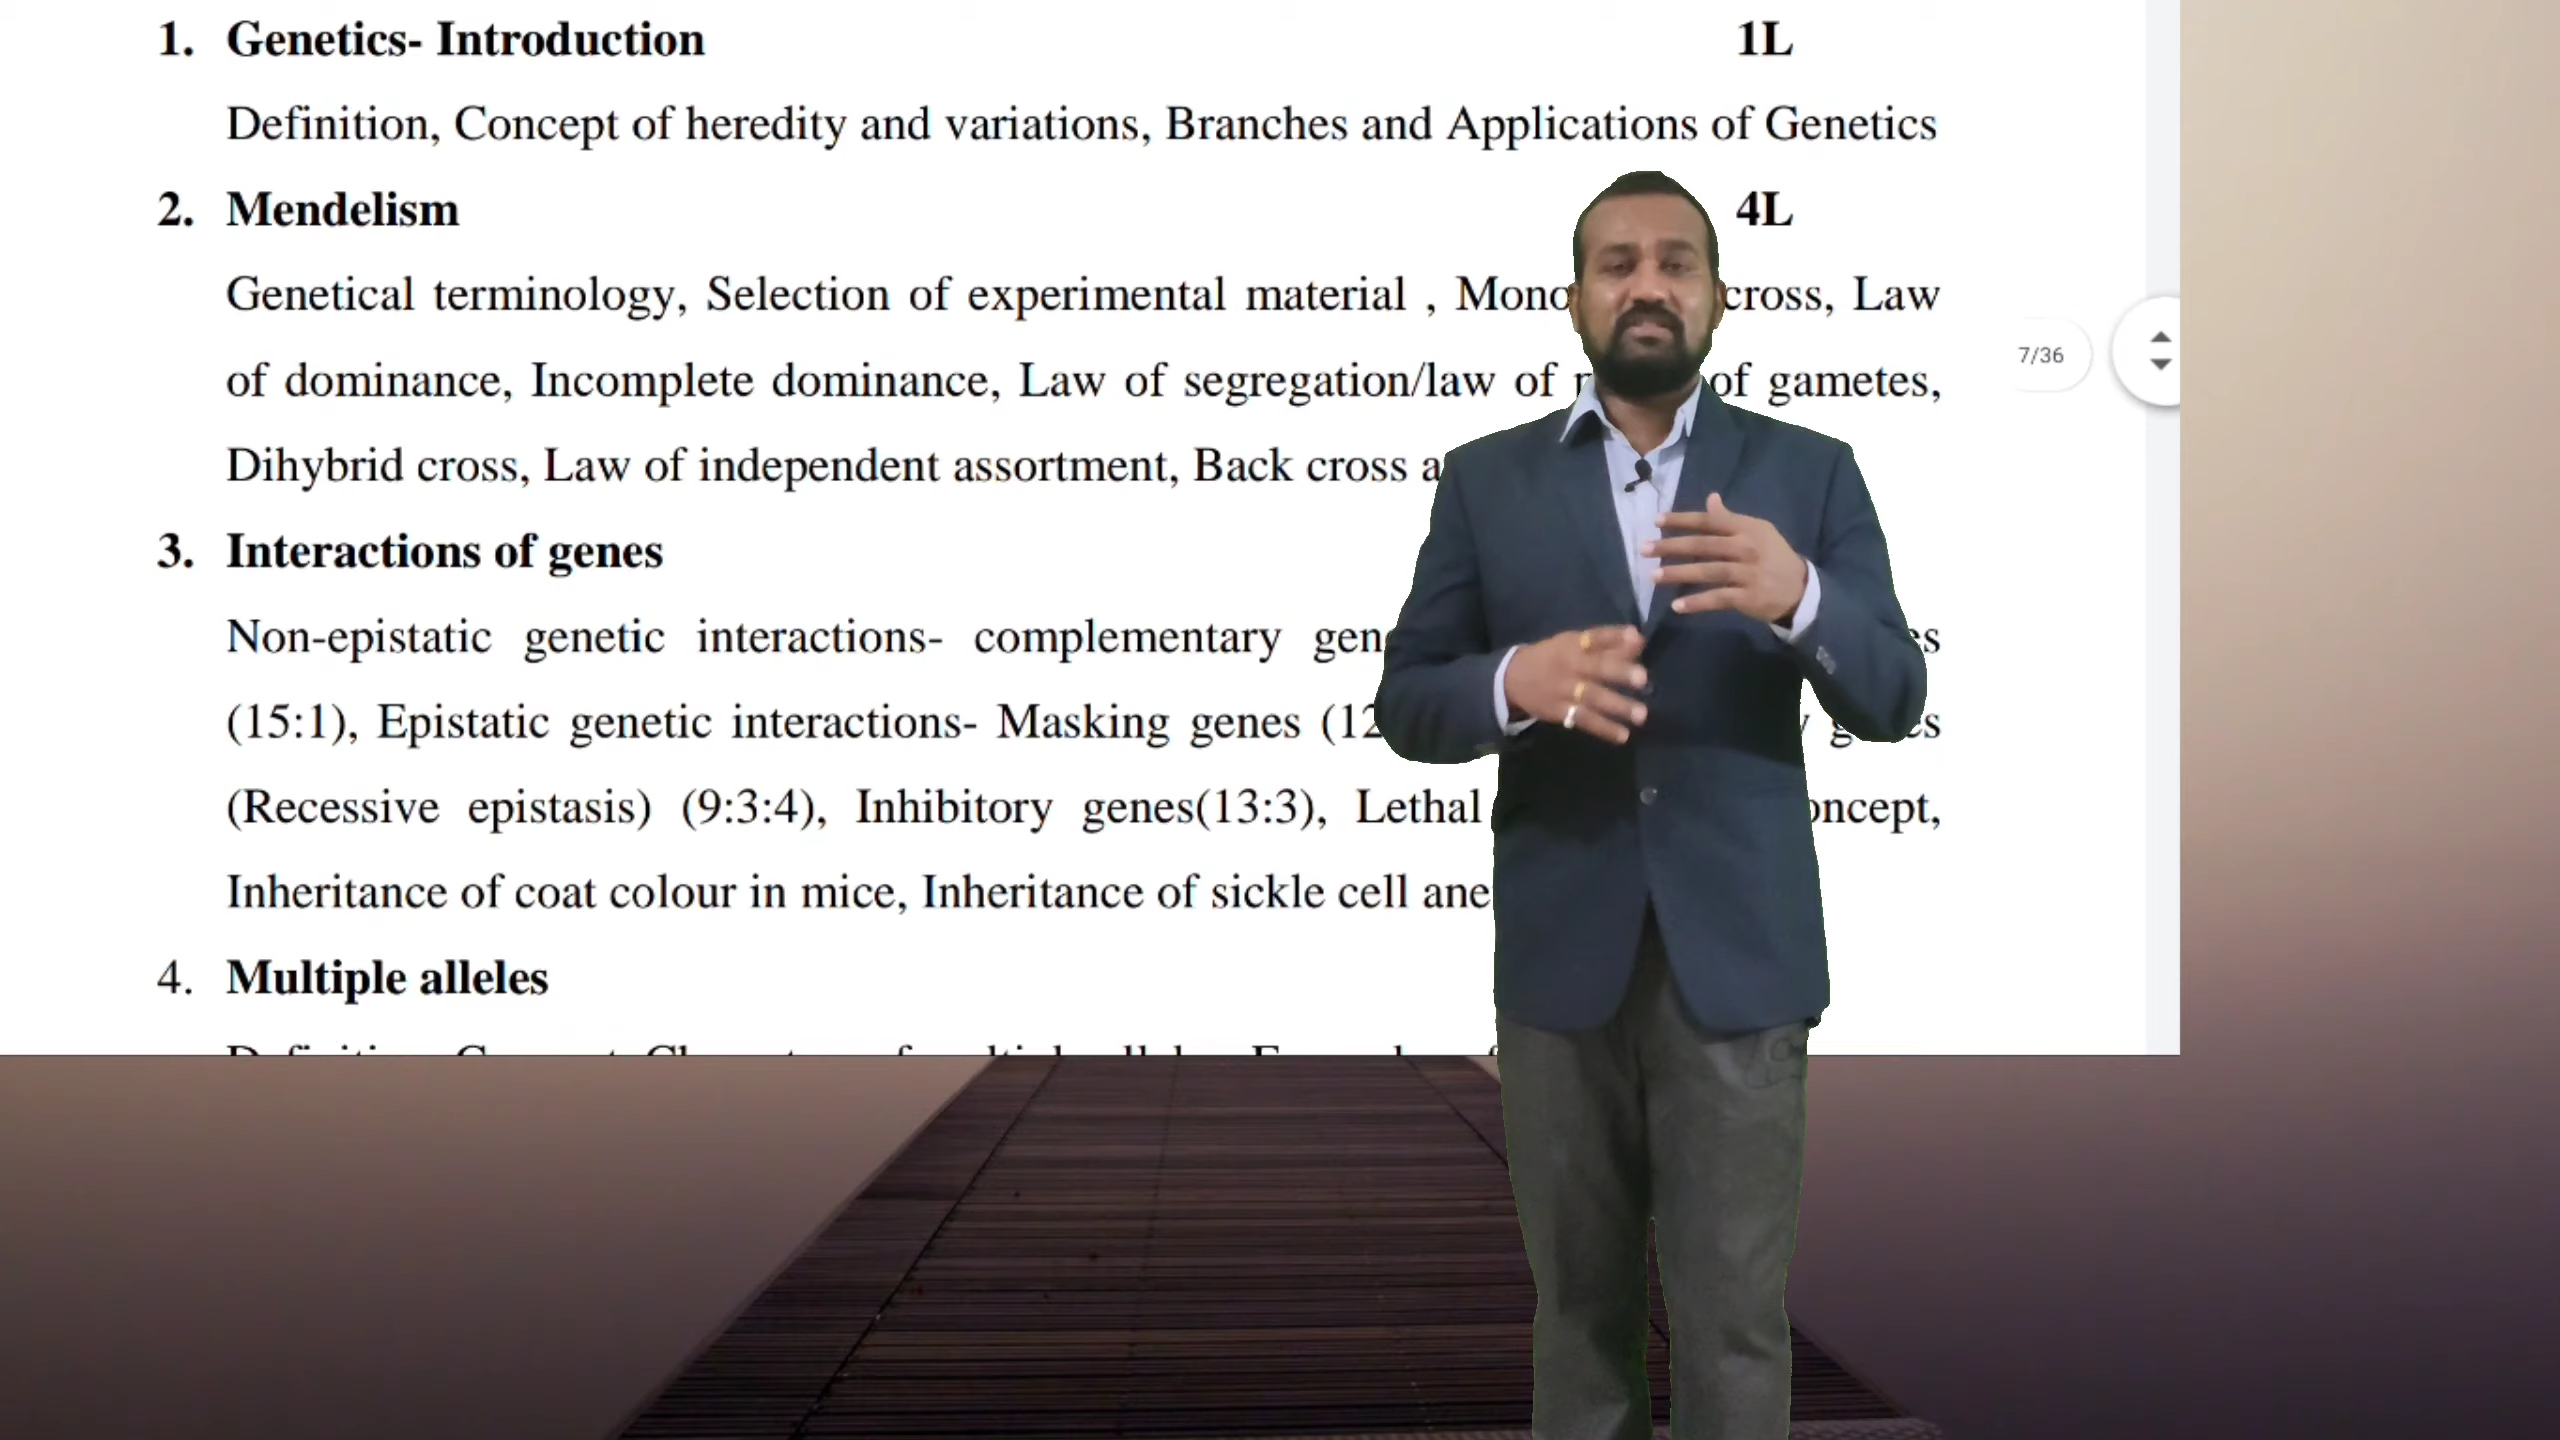 1. Genetics- Introduction 1L
Definition, Concept of heredity and variations, Branches and Applications of Genetics
2. Mendelism 4L
Genetical terminology, Selection of experimental material , Mono cross, Law
of dominance, Incomplete dominance, Law of segregation/law of of gametes,
Dihybrid cross, Law of independent assortment, Back cross
3. Interactions of genes
Non-epistatic genetic interactions- complementary
(15:1), Epistatic genetic interactions- Masking genes
(Recessive epistasis) (9:3:4), Inhibitory genes(13:3), Lethal
Inheritance of coat colour in mice, Inheritance of sickle cell
4. Multiple alleles
7/36